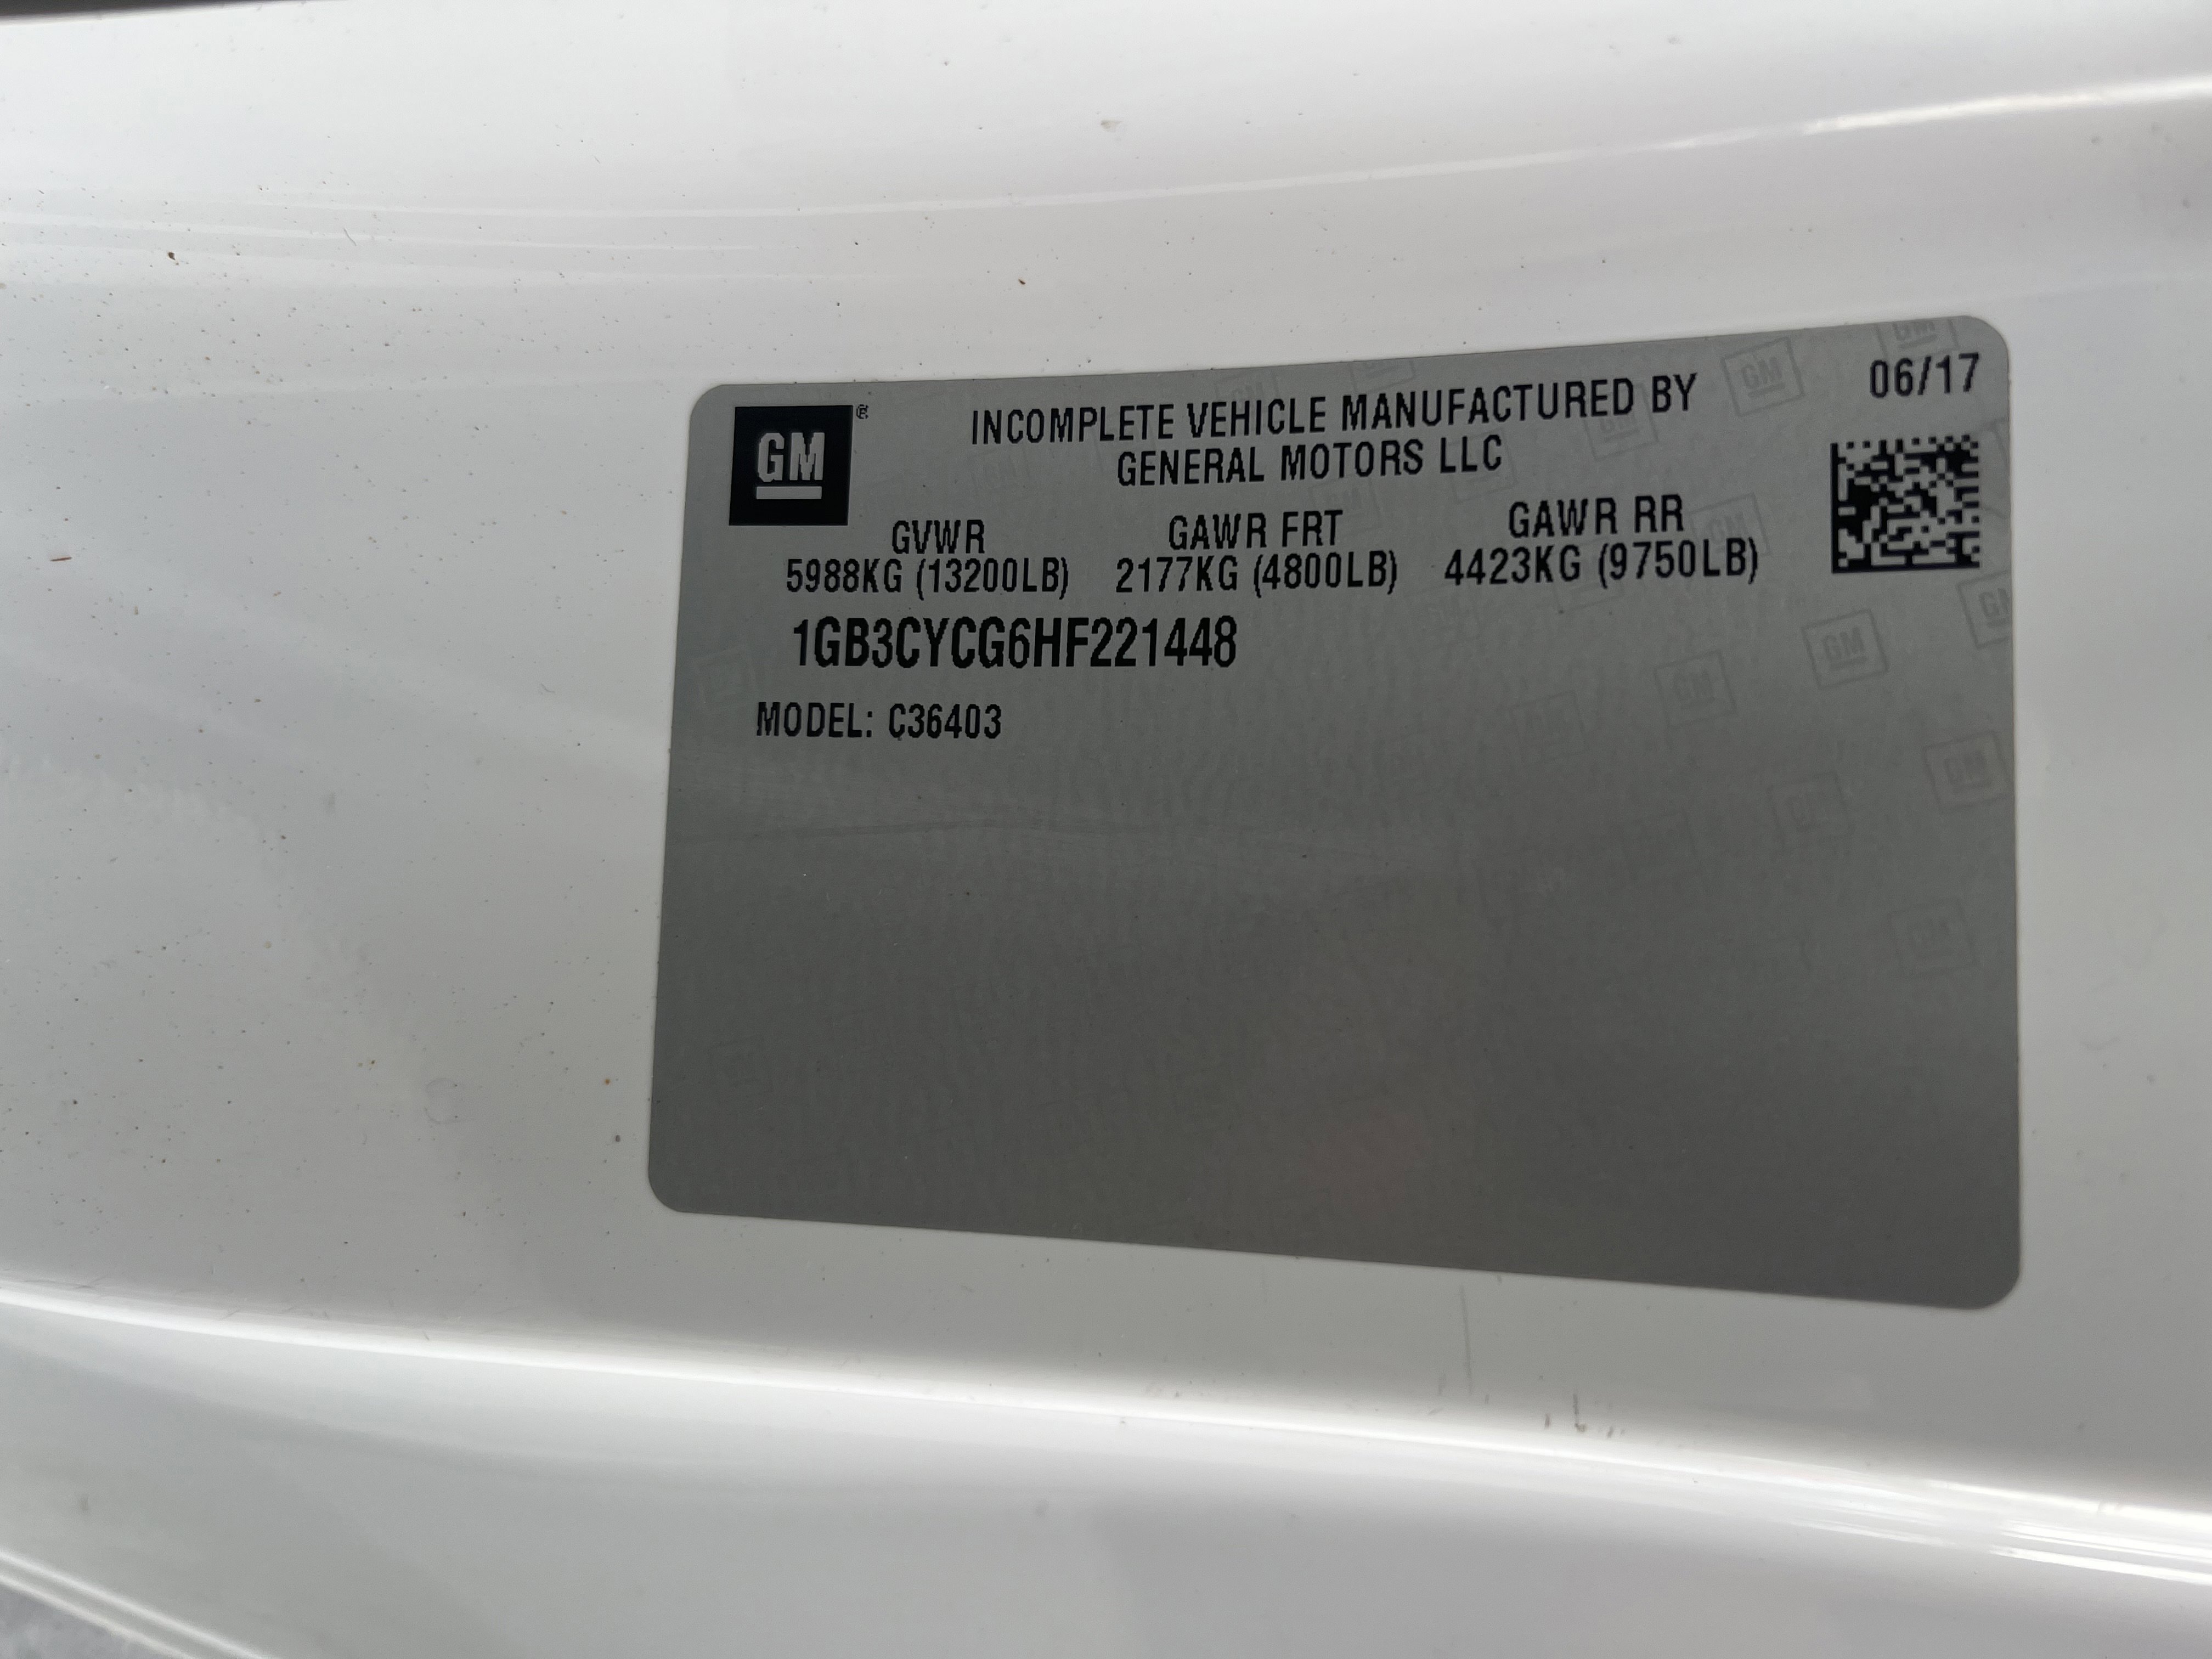 GM®
INCOMPLETE VEHICLE MANUFACTURED BY
GENERAL MOTORS LLC
06/17
GVWR GAWR FRT GAWR RR
5988KG (13200LB) 2177KG (4800LB) 4423KG (9750LB)
1GB3CYCG6HF221448
MODEL: C36403